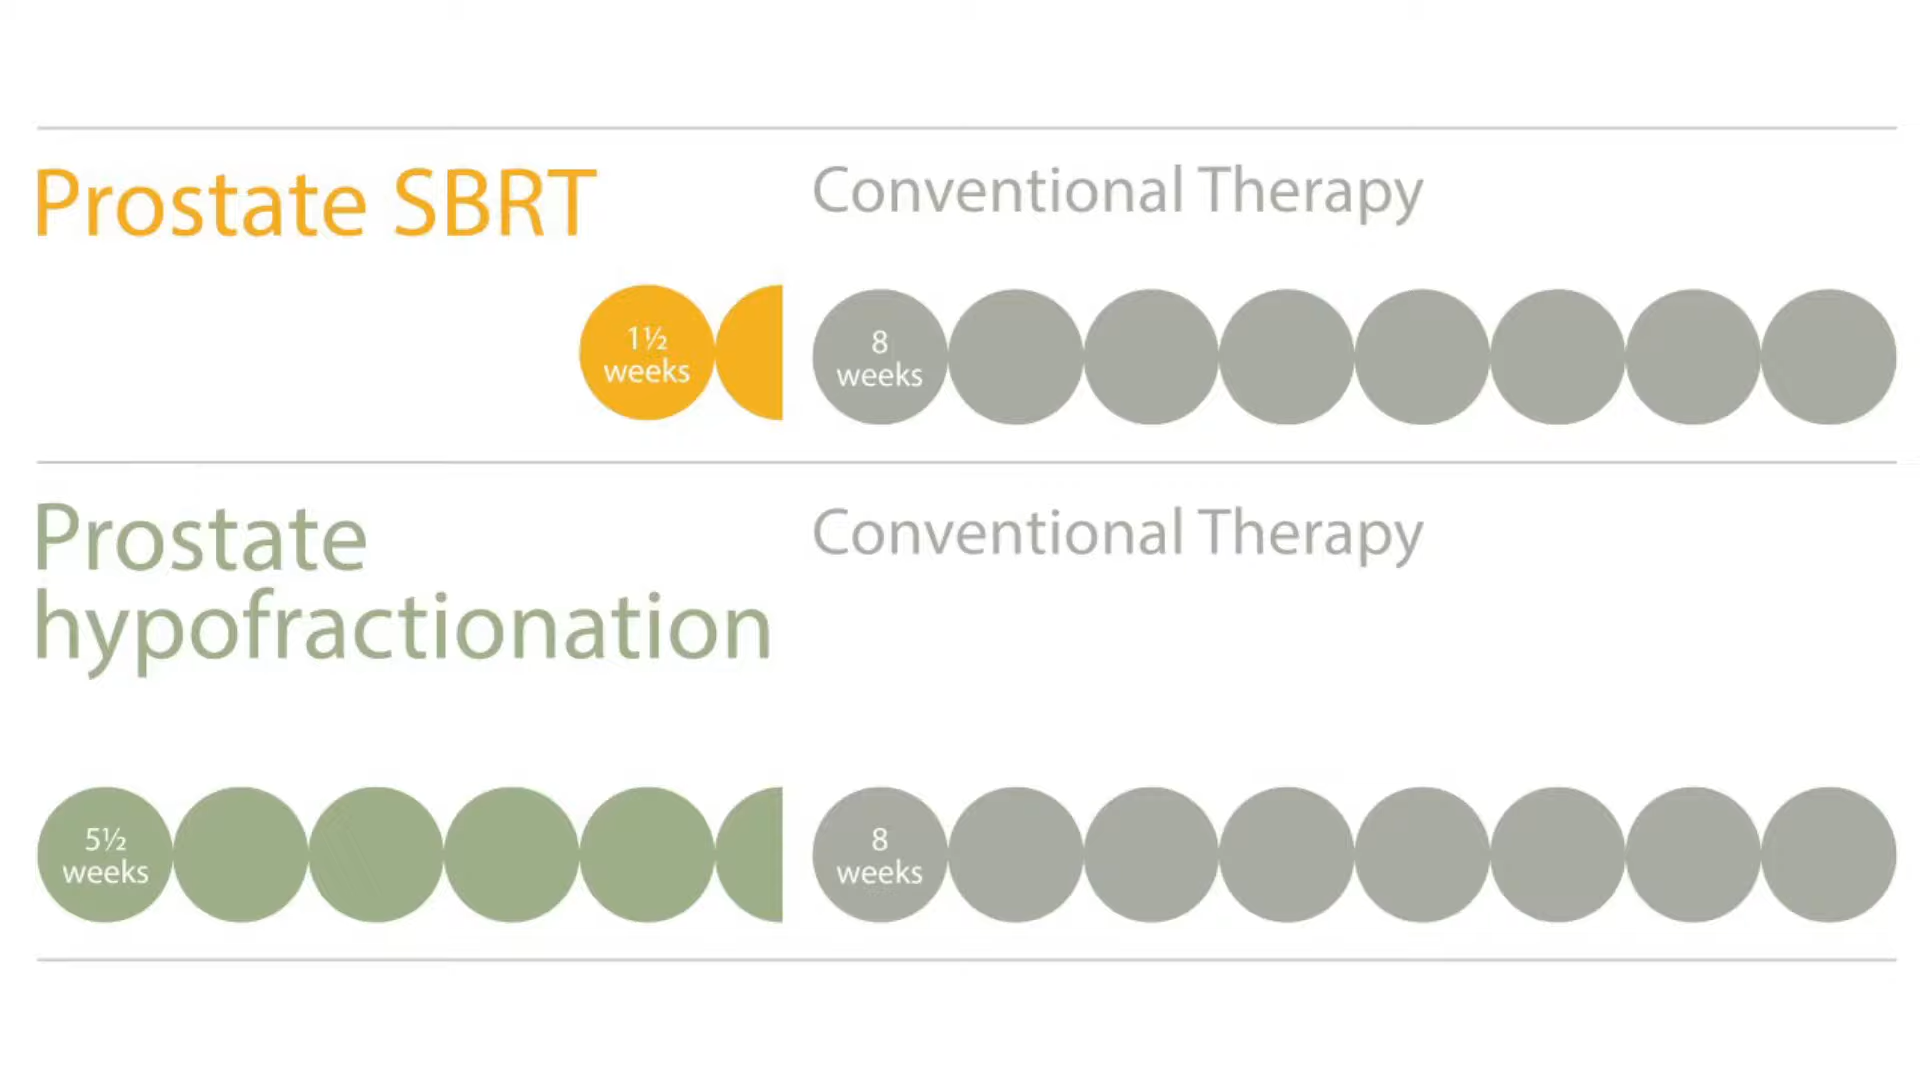 Prostate SBRT
Conventional Therapy
1½
weeks
8
weeks
Prostate
hypofractionation
Conventional Therapy
5½
weeks
8
weeks